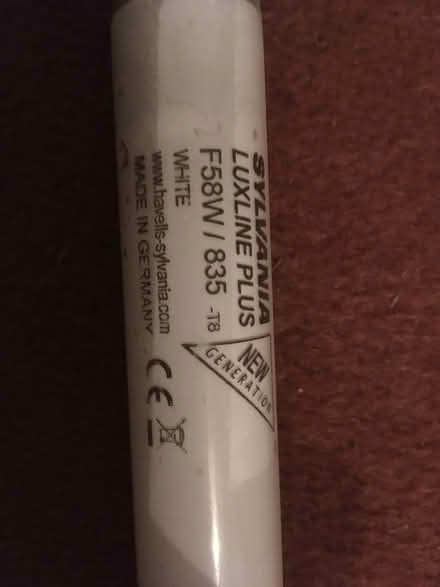 SYLVANIA
LUXLINE PLUS
F58W / 835 -T8
WHITE
www.havells-sylvania.com
MADE IN GERMANY
NEW
GENERATION
CE